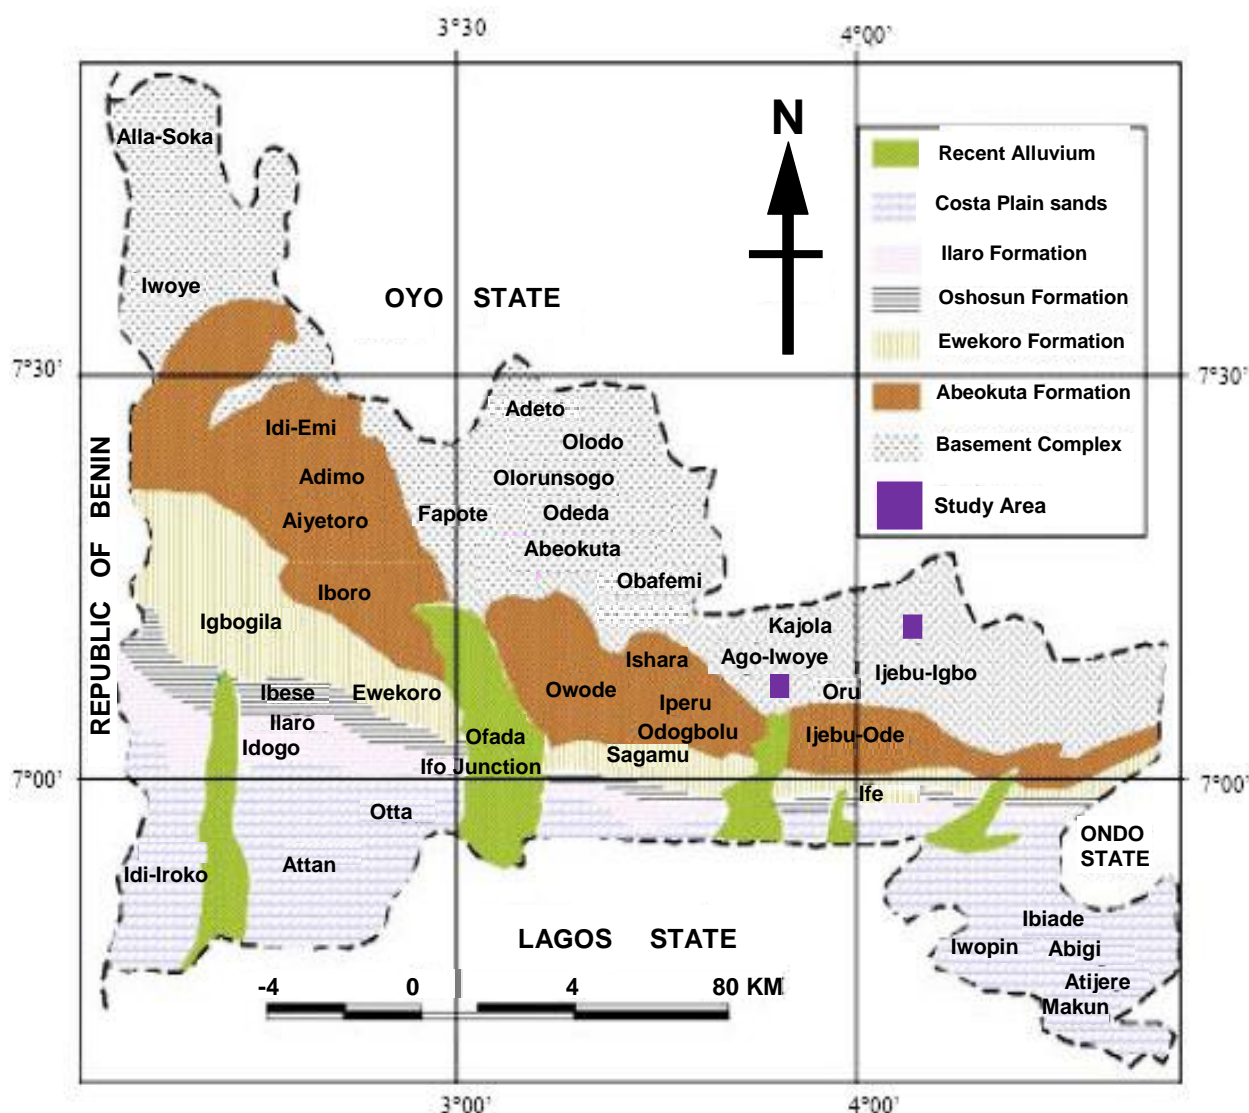 3°30
4°00'
N
Alla-Soka
Recent Alluvium
Costa Plain sands
Ilaro Formation
Oshosun Formation
Ewekoro Formation
Abeokuta Formation
Basement Complex
Study Area
Iwoye
OYO STATE
7°30'
7°30'
REPUBLIC OF BENIN
Adeto
Idi-Emi
Olodo
Adimo
Olorunsogo
Aiyetoro
Fapote
Odeda
Abeokuta
Iboro
Obafemi
Igbogila
Kajola
Ago-Iwoye
Ishara
Ijebu-Igbo
Ibese
Ewekoro
Owode
Iperu
Oru
Ilaro
Idogo
Ofada
Odogbolu
Ijebu-Ode
Ifo Junction
Sagamu
7°00'
7°00'
Ife
Otta
ONDO
STATE
Attan
Idi-Iroko
Ibiade
LAGOS STATE
Iwopin
Abigi
Atijere
Makun
-4 0 4 80 KM
3°00'
4°00'